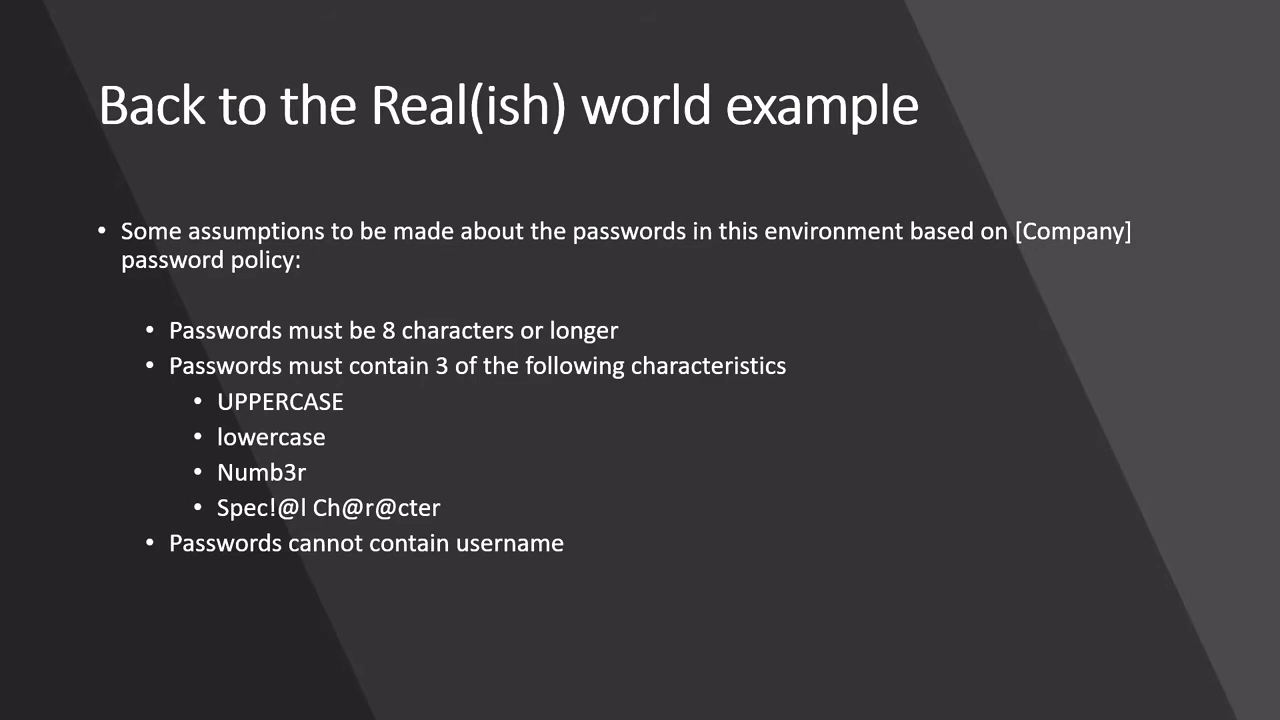 Back to the Real(ish) world example
• Some assumptions to be made about the passwords in this environment based on [Company]
password policy:
• Passwords must be 8 characters or longer
• Passwords must contain 3 of the following characteristics
• UPPERCASE
• lowercase
• Numb3r
• Spec!@l Ch@r@cter
• Passwords cannot contain username